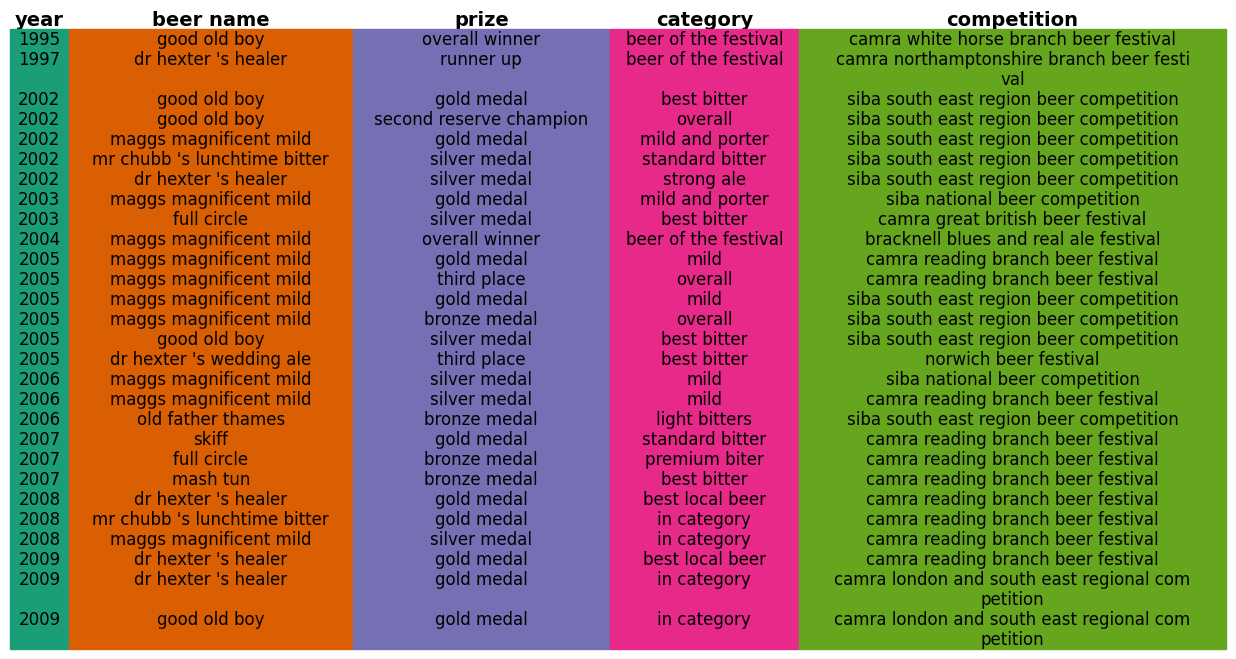 year beer name prize category competition
1995 good old boy overall winner beer of the festival camra white horse branch beer festival
1997 dr hexter 's healer runner up beer of the festival camra northamptonshire branch beer festi
val
2002 good old boy gold medal best bitter siba south east region beer competition
2002 good old boy second reserve champion overall siba south east region beer competition
2002 maggs magnificent mild gold medal mild and porter siba south east region beer competition
2002 mr chubb 's lunchtime bitter silver medal standard bitter siba south east region beer competition
2002 dr hexter 's healer silver medal strong ale siba south east region beer competition
2003 maggs magnificent mild gold medal mild and porter siba national beer competition
2003 full circle silver medal best bitter camra great british beer festival
2004 maggs magnificent mild overall winner beer of the festival bracknell blues and real ale festival
2005 maggs magnificent mild gold medal mild camra reading branch beer festival
2005 maggs magnificent mild third place overall camra reading branch beer festival
2005 maggs magnificent mild gold medal mild siba south east region beer competition
2005 maggs magnificent mild bronze medal overall siba south east region beer competition
2005 good old boy silver medal best bitter siba south east region beer competition
2005 dr hexter 's wedding ale third place best bitter norwich beer festival
2006 maggs magnificent mild silver medal mild siba national beer competition
2006 maggs magnificent mild silver medal mild camra reading branch beer festival
2006 old father thames bronze medal light bitters siba south east region beer competition
2007 skiff gold medal standard bitter camra reading branch beer festival
2007 full circle bronze medal premium biter camra reading branch beer festival
2007 mash tun bronze medal best bitter camra reading branch beer festival
2008 dr hexter 's healer gold medal best local beer camra reading branch beer festival
2008 mr chubb 's lunchtime bitter gold medal in category camra reading branch beer festival
2008 maggs magnificent mild silver medal in category camra reading branch beer festival
2009 dr hexter 's healer gold medal best local beer camra reading branch beer festival
2009 dr hexter 's healer gold medal in category camra london and south east regional com
petition
2009 good old boy gold medal in category camra london and south east regional com
petition